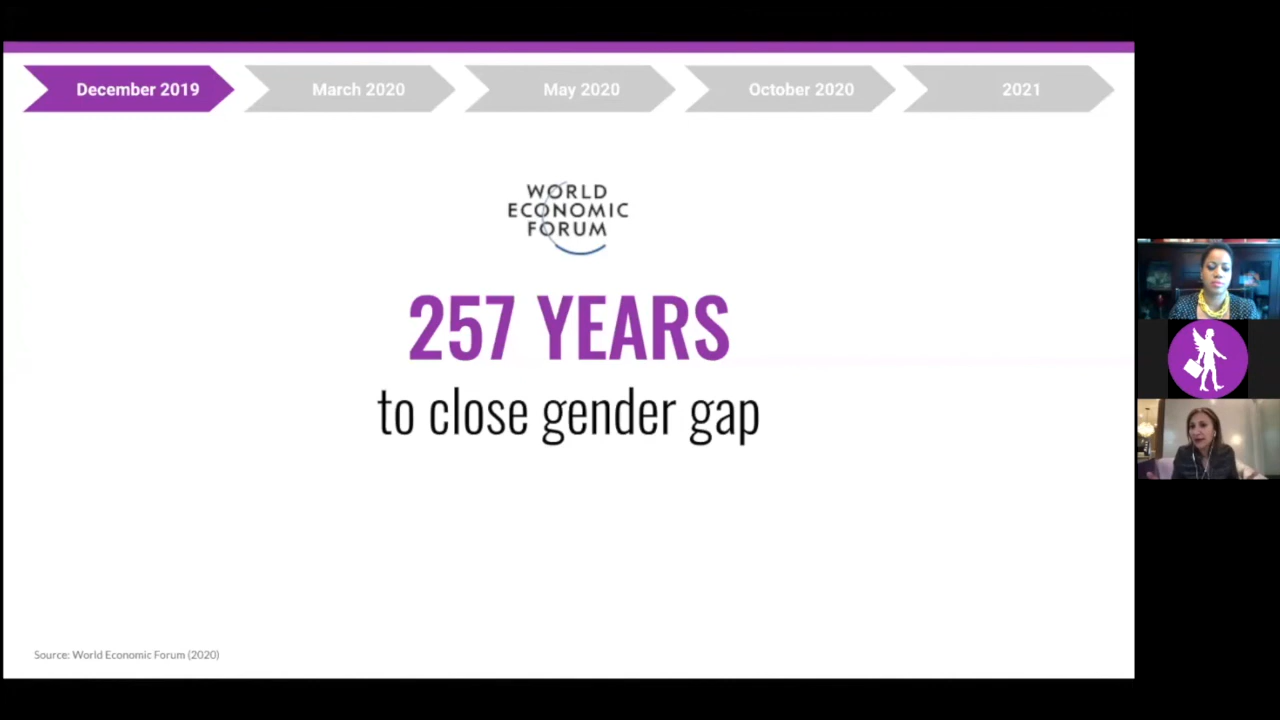 December 2019
March 2020
May 2020
October 2020
2021
WORLD
ECONOMIC
FORUM
257 YEARS
to close gender gap
Source: World Economic Forum (2020)